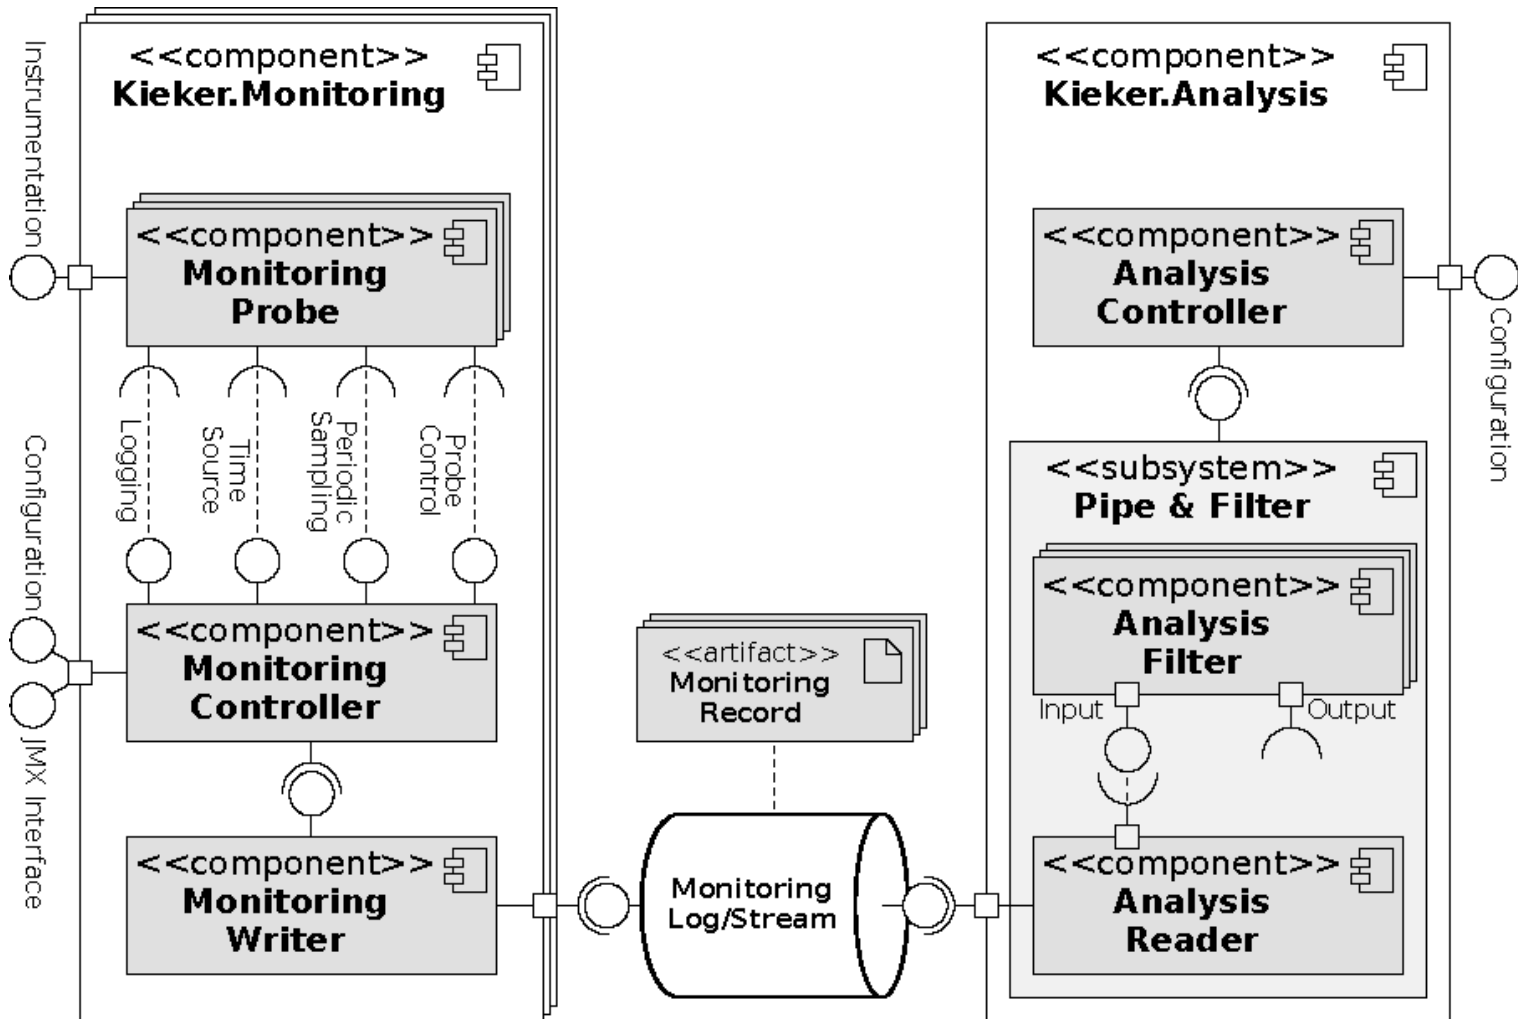 <<component>>
Kieker.Monitoring
Instrumentation
<<component>>
Monitoring
Probe
Logging
Time
Source
Periodic
Sampling
Probe
Control
Configuration
JMX Interface
<<component>>
Monitoring
Controller
<<component>>
Monitoring
Writer
<<artifact>>
Monitoring
Record
Monitoring
Log/Stream
<<component>>
Kieker.Analysis
<<component>>
Analysis
Controller
Configuration
<<subsystem>>
Pipe & Filter
<<component>>
Analysis
Filter
Input
Output
<<component>>
Analysis
Reader